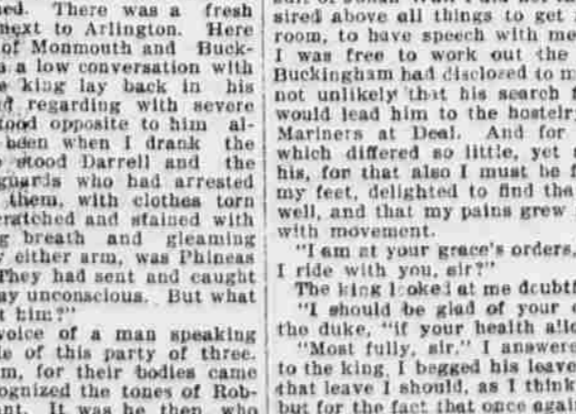 ned. There was a fresh
next to Arlington. Here
of Monmouth and Buck-
a low conversation with
king lay back in his
regarding with severe
tood opposite to him al-
been when I drank the
stood Darrell and the
guards who had arrested
them, with clothes torn
cratched and stained with
g breath and gleaming
either arm, was Phineas
They had sent and caught
ay unconscious. But what
t him?"
voice of a man speaking
le of this party of three.
m, for their bodies came
ognized the tones of Rob-
nt. It was he then who
sired above all things to get
room, to have speech with me
I was free to work out the
Buckingham had disclosed to m
not unlikely that his search f
would lead him to the hostelry
Mariners at Deal. And for
which differed so little, yet
his, for that also I must be f
my feet, delighted to find tha
well, and that my pains grew
with movement.
"I am at your grace's orders,
I ride with you, sir?"
The king looked at me doubtf
"I should be glad of your c
the duke, "if your health allo
"Most fully, sir." I answere
to the king, I begged his leave
that leave I should, as I think
but for the fact that once again